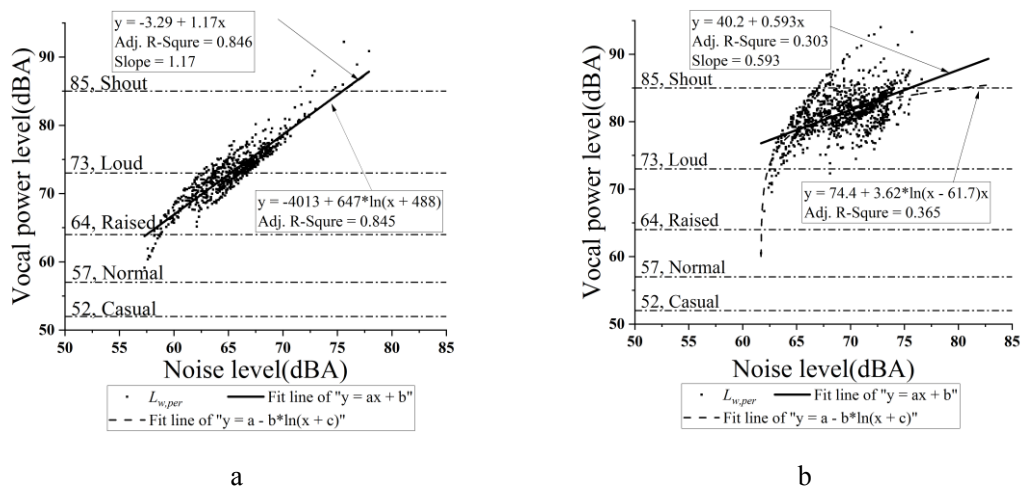 y = -3.29 + 1.17x
Adj. R-Squre = 0.846
Slope = 1.17
Vocal power level(dBA)
90
80
70
60
50
85, Shout
73, Loud
64, Raised
57, Normal
52, Casual
y = -4013 + 647*ln(x + 488)
Adj. R-Squre = 0.845
50 55 60 65 70 75 80 85
Noise level(dBA)
L_{w,per} Fit line of "y = ax + b"
Fit line of "y = a - b*ln(x + c)"
a
y = 40.2 + 0.593x
Adj. R-Squre = 0.303
Slope = 0.593
Vocal power level(dBA)
90
80
70
60
50
85, Shout
73, Loud
64, Raised
57, Normal
52, Casual
y = 74.4 + 3.62*ln(x - 61.7)x
Adj. R-Squre = 0.365
50 55 60 65 70 75 80 85
Noise level(dBA)
L_{w,per} Fit line of "y = ax + b"
Fit line of "y = a - b*ln(x + c)"
b